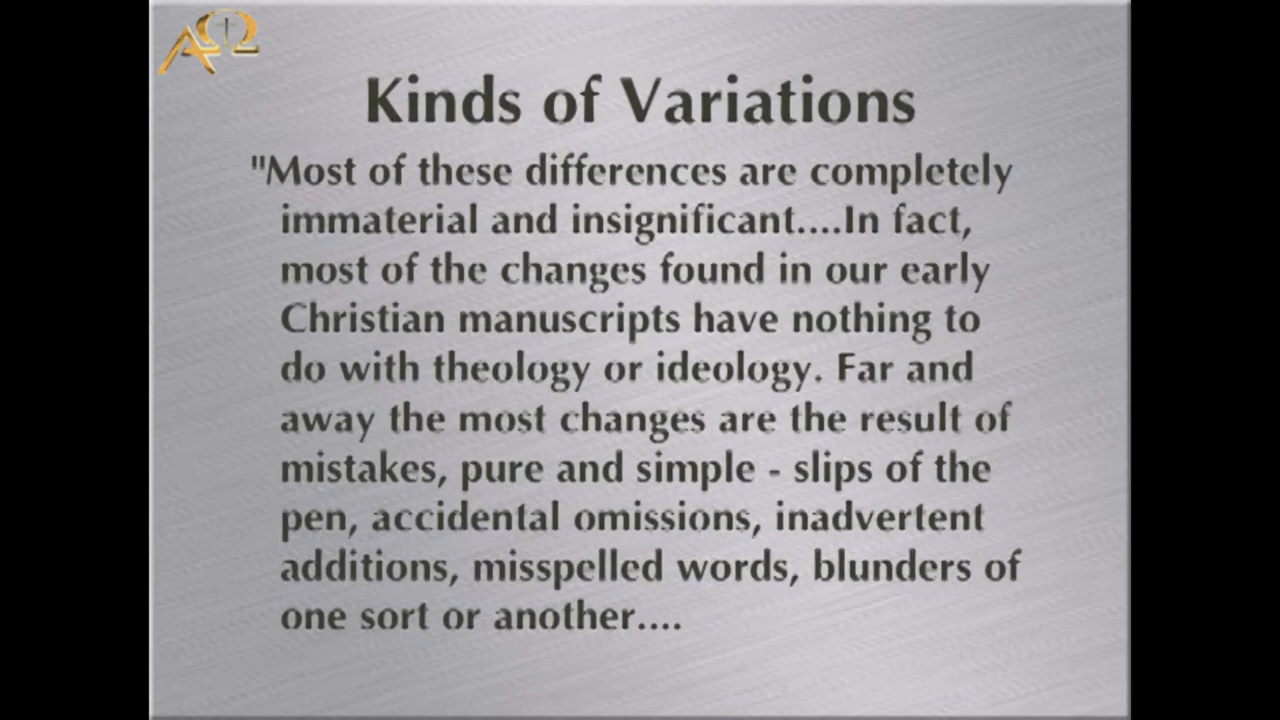 ΑΩ
Kinds of Variations
"Most of these differences are completely
immaterial and insignificant....In fact,
most of the changes found in our early
Christian manuscripts have nothing to
do with theology or ideology. Far and
away the most changes are the result of
mistakes, pure and simple - slips of the
pen, accidental omissions, inadvertent
additions, misspelled words, blunders of
one sort or another....